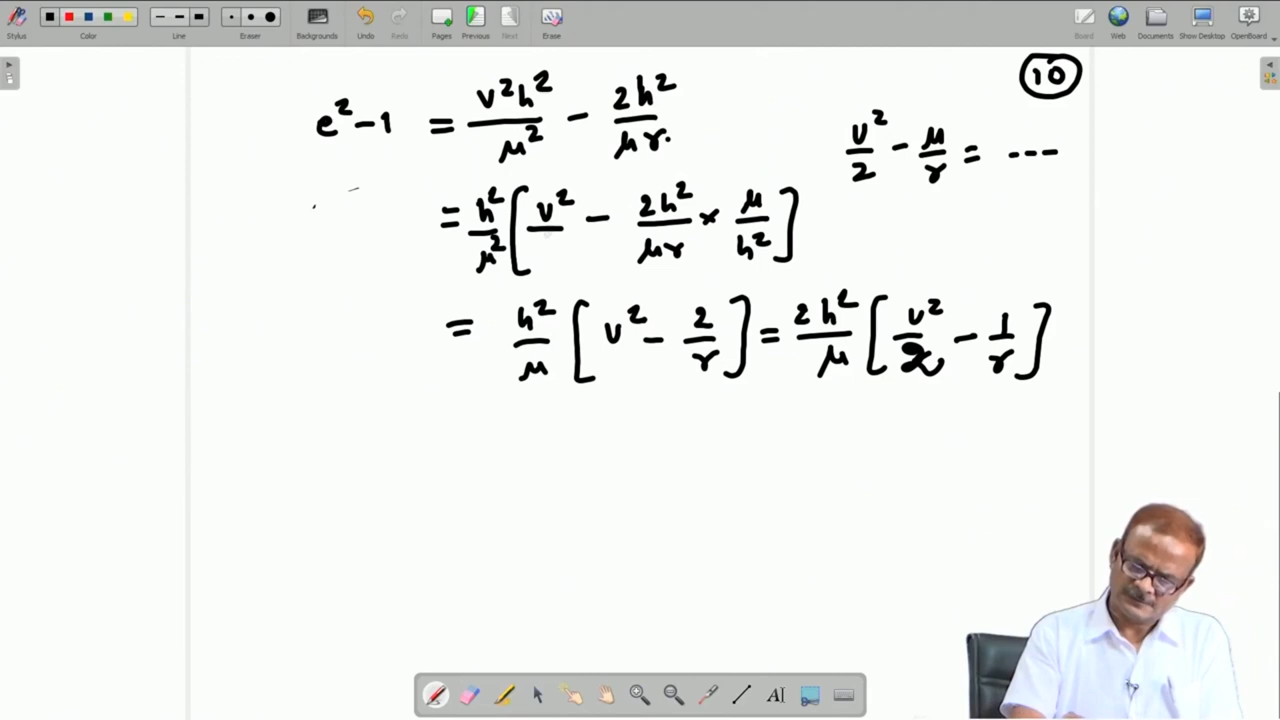 Stylus Color Line Eraser Backgrounds Undo Redo Pages Previous Next Erase Board Web Documents Show Desktop OpenBoard
10
e² - 1 = v²h²/μ² - 2h²/μr. v²/2 - μ/r = ---
= h²/μ² [ v²/ - 2h²/μr × μ/h² ]
= h²/μ [ v² - 2/r ] = 2h²/μ [ v²/2 - 1/r ]
AI